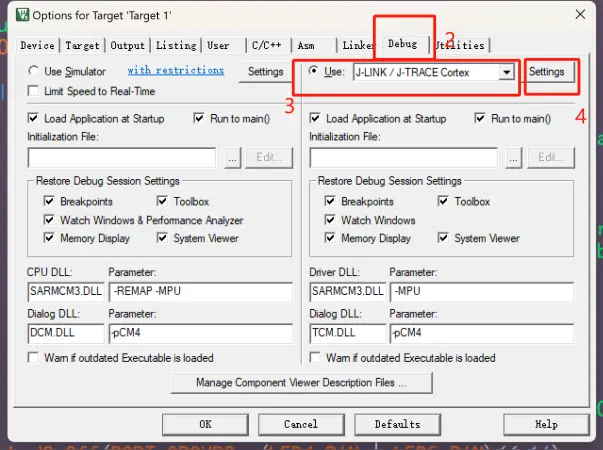 Options for Target 'Target 1'
Device Target Output Listing User C/C++ Asm Linker Debug Utilities
2
Use Simulator with restrictions Settings
Use: J-LINK / J-TRACE Cortex Settings
Limit Speed to Real-Time
3
4
Load Application at Startup Run to main()
Load Application at Startup Run to main()
Initialization File:
Initialization File:
... Edit...
... Edit...
Restore Debug Session Settings
Breakpoints Toolbox
Watch Windows & Performance Analyzer
Memory Display System Viewer
Restore Debug Session Settings
Breakpoints Toolbox
Watch Windows
Memory Display System Viewer
CPU DLL: Parameter:
SARMCM3.DLL -REMAP -MPU
Dialog DLL: Parameter:
DCM.DLL -pCM4
Warn if outdated Executable is loaded
Driver DLL: Parameter:
SARMCM3.DLL -MPU
Dialog DLL: Parameter:
TCM.DLL -pCM4
Warn if outdated Executable is loaded
Manage Component Viewer Description Files ...
OK Cancel Defaults Help